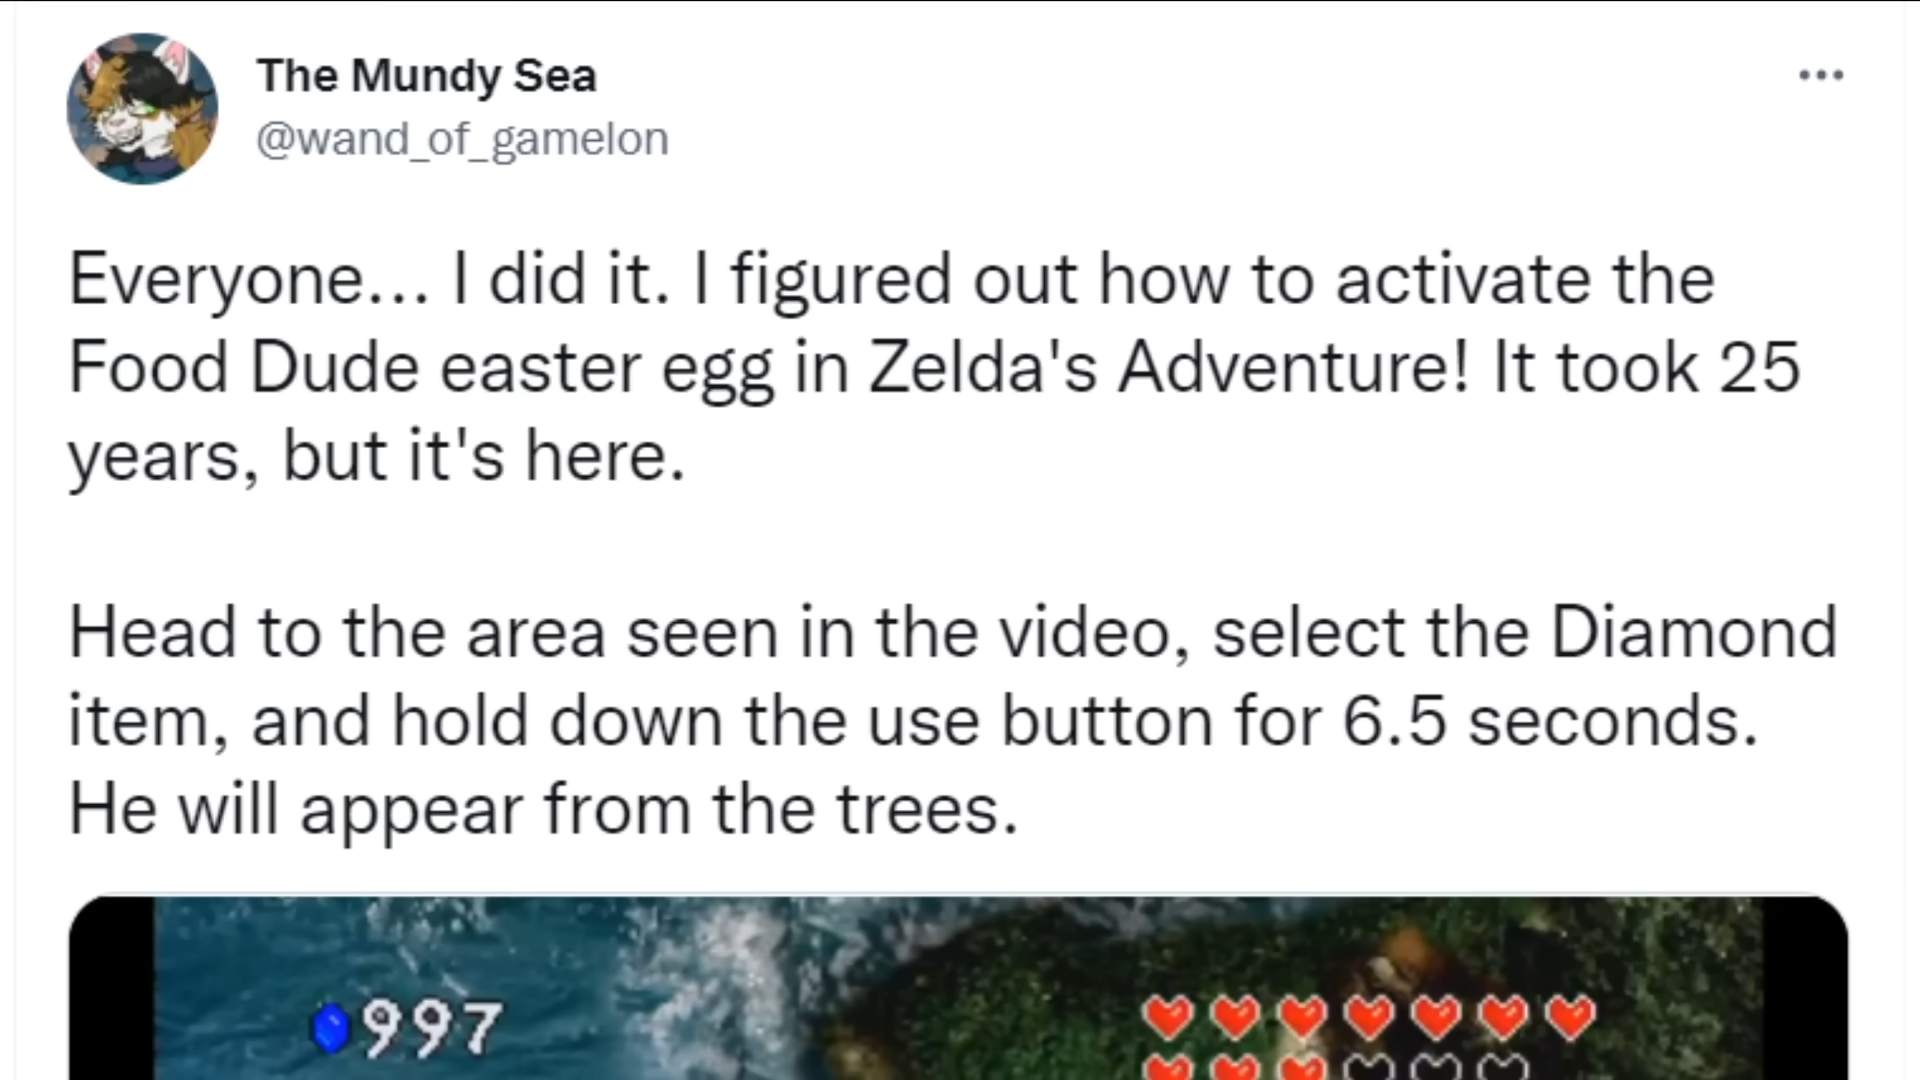 The Mundy Sea
@wand_of_gamelon
Everyone... I did it. I figured out how to activate the
Food Dude easter egg in Zelda's Adventure! It took 25
years, but it's here.
Head to the area seen in the video, select the Diamond
item, and hold down the use button for 6.5 seconds.
He will appear from the trees.
997